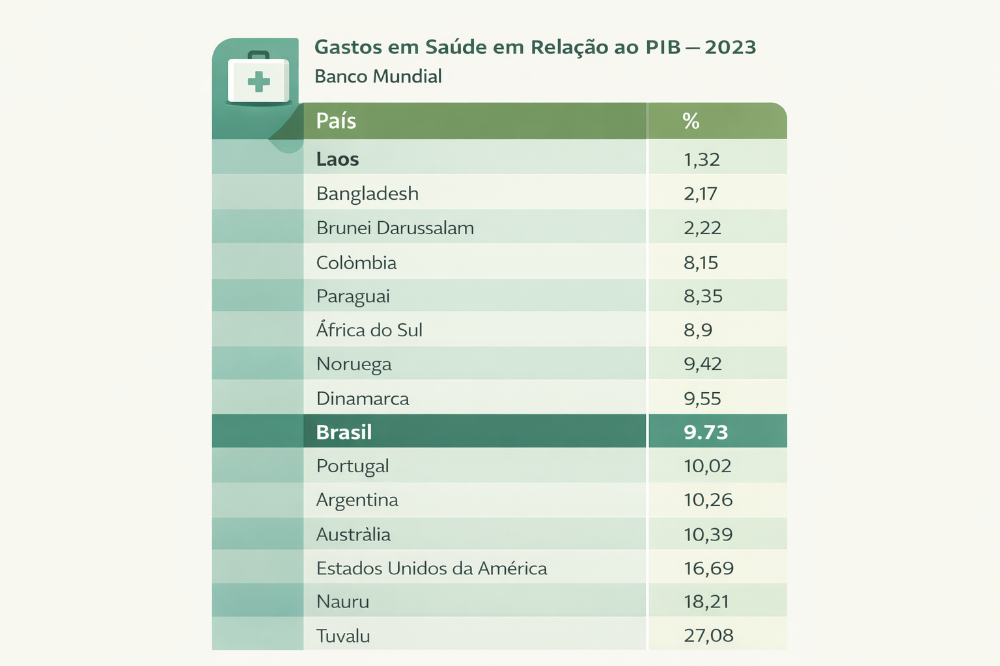 Gastos em Saúde em Relação ao PIB – 2023
Banco Mundial
País %
Laos 1,32
Bangladesh 2,17
Brunei Darussalam 2,22
Colòmbia 8,15
Paraguai 8,35
África do Sul 8,9
Noruega 9,42
Dinamarca 9,55
Brasil 9.73
Portugal 10,02
Argentina 10,26
Austràlia 10,39
Estados Unidos da América 16,69
Nauru 18,21
Tuvalu 27,08